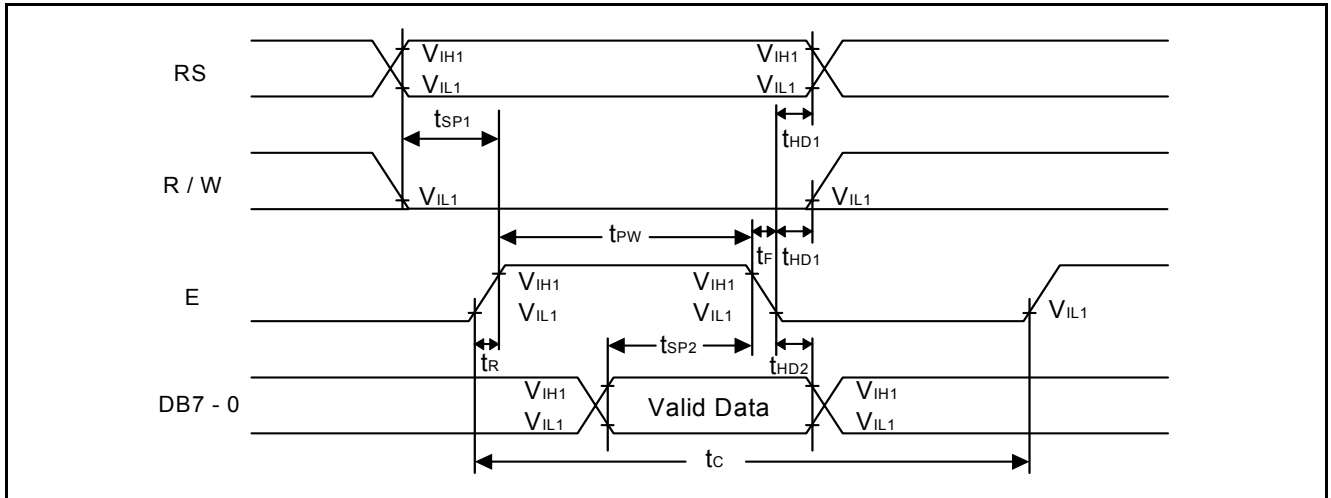 RS
VIH1 VIH1
VIL1 VIL1
tSP1
tHD1
R / W
VIL1 VIL1
tPW tF tHD1
E
VIH1 VIH1
VIL1 VIL1 VIL1
tR tSP2 tHD2
DB7 - 0
VIH1 Valid Data VIH1
VIL1 VIL1
tC